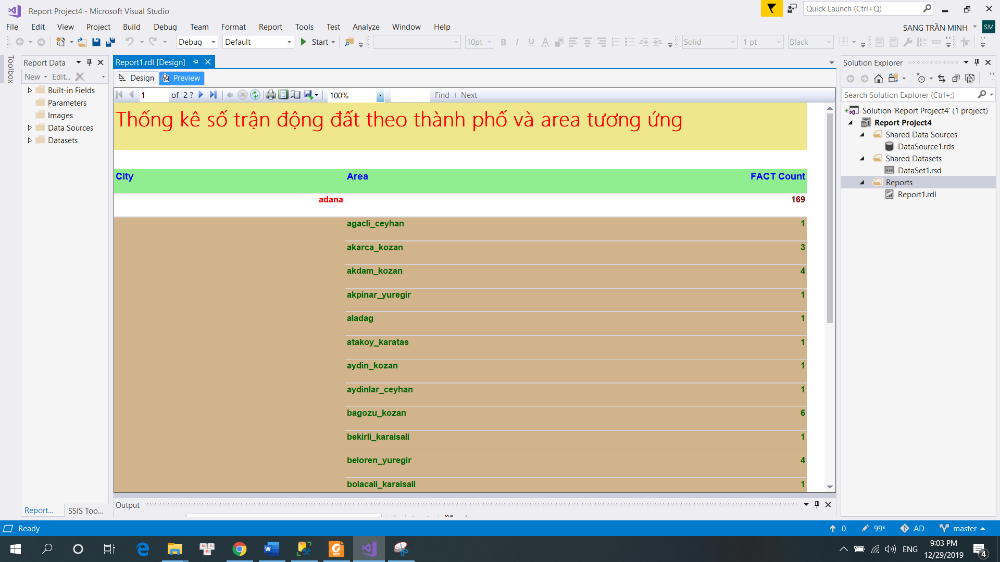 Report Project4 - Microsoft Visual Studio
Quick Launch (Ctrl+Q)
File Edit View Project Build Debug Team Format Report Tools Test Analyze Window Help
SANG TRẦN MINH SM
Debug Default Start 10pt B I U A Solid 1 pt Black
Toolbox
Report Data
New Edit...
Built-in Fields
Parameters
Images
Data Sources
Datasets
Report...
SSIS Too...
Report1.rdl [Design]
Design Preview
1 of 2 ? 100% Find Next
Thống kê số trận động đất theo thành phố và area tương ứng
City Area FACT Count
adana 169
agacli_ceyhan 1
akarca_kozan 3
akdam_kozan 4
akpinar_yuregir 1
aladag 1
atakoy_karatas 1
aydin_kozan 1
aydinlar_ceyhan 1
bagozu_kozan 6
bekirli_karaisali 1
beloren_yuregir 4
bolacali_karaisali 1
Output
Solution Explorer
Search Solution Explorer (Ctrl+;)
Solution 'Report Project4' (1 project)
Report Project4
Shared Data Sources
DataSource1.rds
Shared Datasets
DataSet1.rsd
Reports
Report1.rdl
Ready 0 99* AD master
ENG
9:03 PM
12/29/2019
4